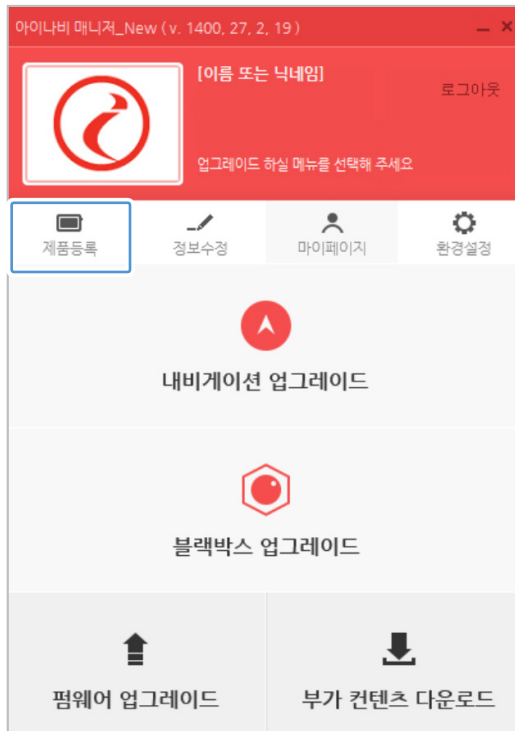 아이나비 매니저_New ( v. 1400, 27, 2, 19 )
[이름 또는 닉네임]
로그아웃
업그레이드 하실 메뉴를 선택해 주세요
제품등록
정보수정
마이페이지
환경설정
내비게이션 업그레이드
블랙박스 업그레이드
펌웨어 업그레이드
부가 컨텐츠 다운로드